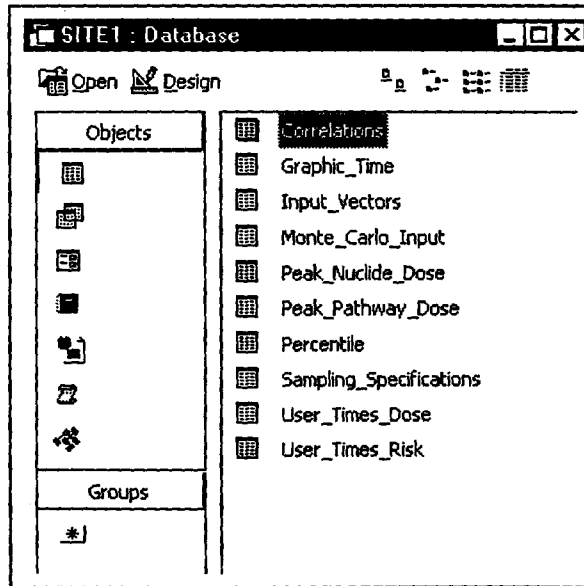 SITE1 : Database
Open Design
Objects
Correlations
Graphic_Time
Input_Vectors
Monte_Carlo_Input
Peak_Nuclide_Dose
Peak_Pathway_Dose
Percentile
Sampling_Specifications
User_Times_Dose
User_Times_Risk
Groups